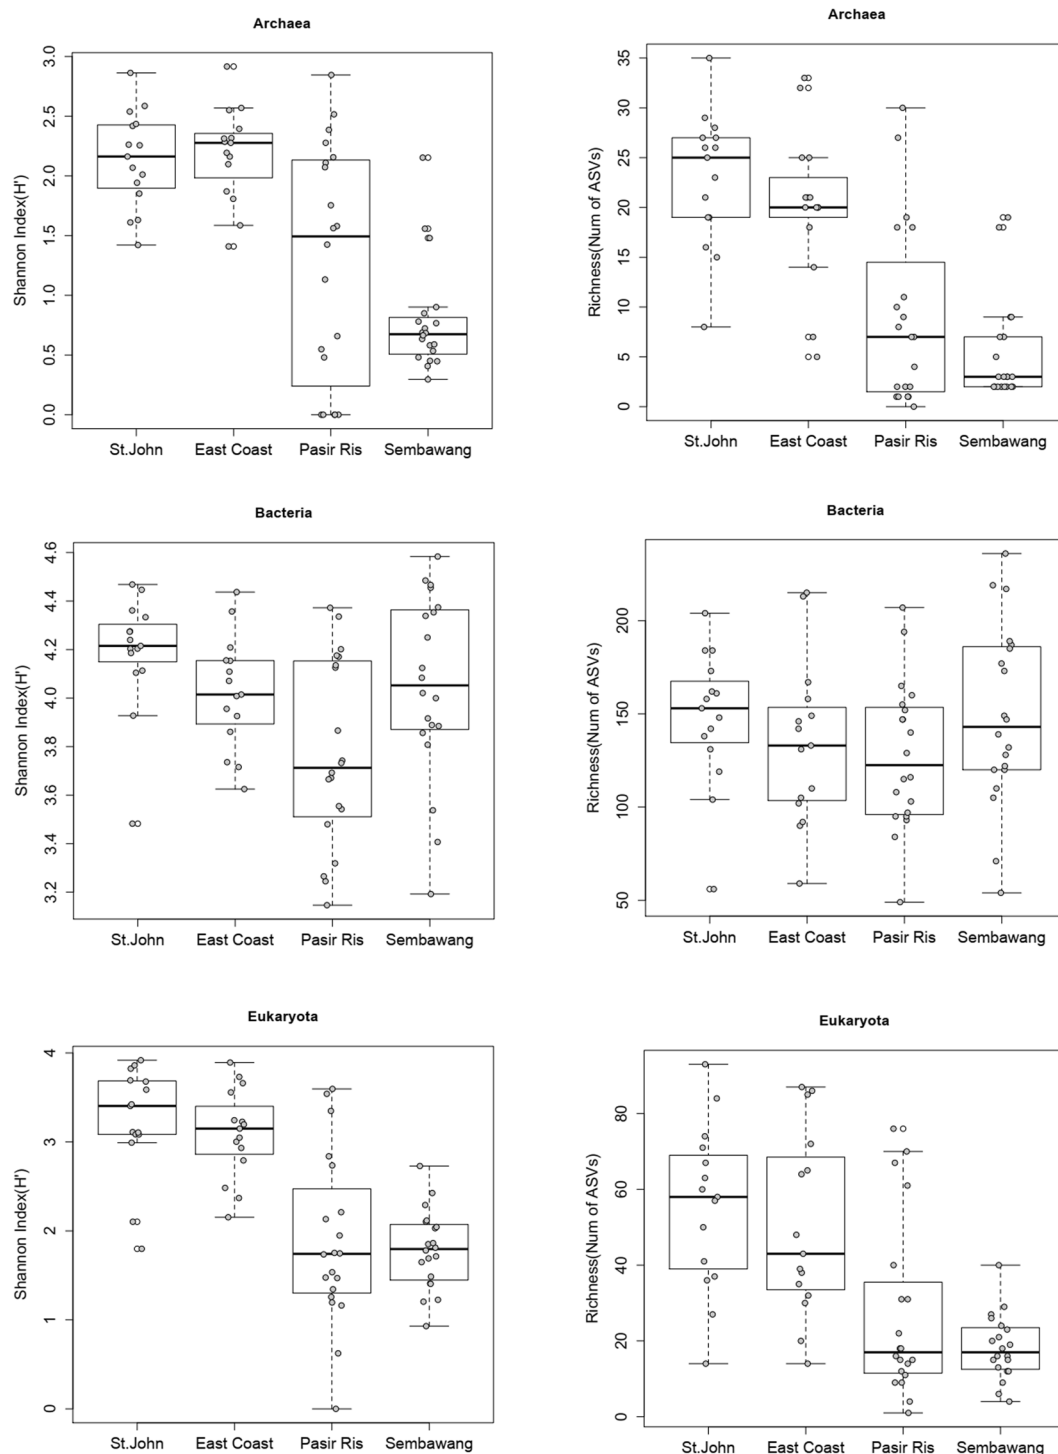 Archaea
Shannon Index(H')
3.0
2.5
2.0
1.5
1.0
0.5
0.0
St.John East Coast Pasir Ris Sembawang
Archaea
Richness(Num of ASVs)
35
30
25
20
15
10
5
0
St.John East Coast Pasir Ris Sembawang
Bacteria
Shannon Index(H')
4.6
4.4
4.2
4.0
3.8
3.6
3.4
3.2
St.John East Coast Pasir Ris Sembawang
Bacteria
Richness(Num of ASVs)
200
150
100
50
St.John East Coast Pasir Ris Sembawang
Eukaryota
Shannon Index(H')
4
3
2
1
0
St.John East Coast Pasir Ris Sembawang
Eukaryota
Richness(Num of ASVs)
80
60
40
20
0
St.John East Coast Pasir Ris Sembawang